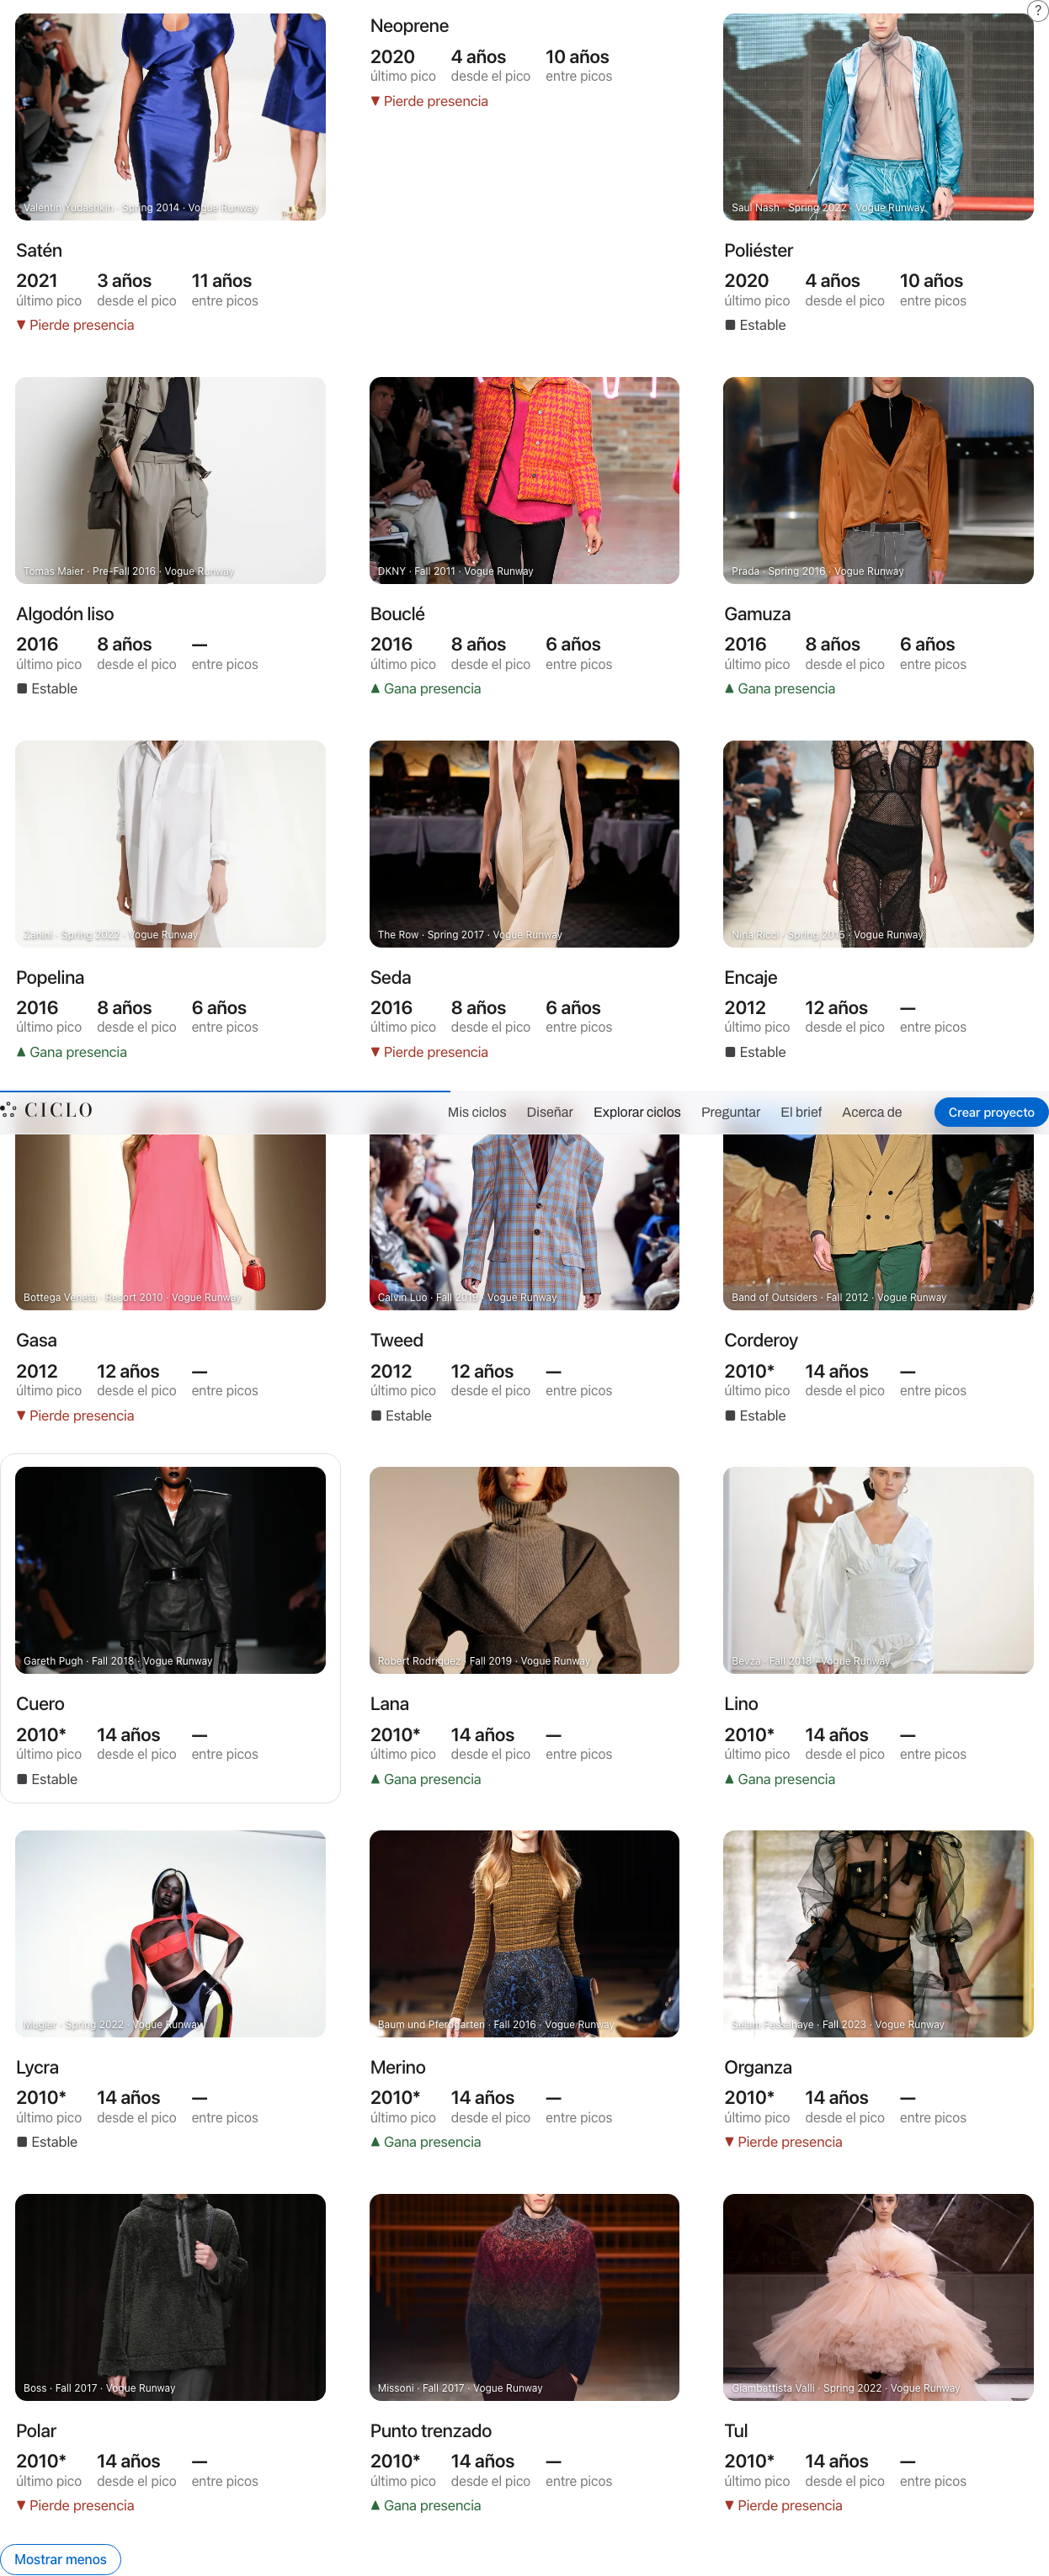 ?
Neoprene
2020 4 años 10 años
último pico desde el pico entre picos
▼ Pierde presencia
Valentin Yudashkin · Spring 2014 · Vogue Runway
Saul Nash · Spring 2022 · Vogue Runway
Satén
2021 3 años 11 años
último pico desde el pico entre picos
▼ Pierde presencia
Poliéster
2020 4 años 10 años
último pico desde el pico entre picos
■ Estable
Tomas Maier · Pre-Fall 2016 · Vogue Runway
DKNY · Fall 2011 · Vogue Runway
Prada · Spring 2016 · Vogue Runway
Algodón liso
2016 8 años —
último pico desde el pico entre picos
■ Estable
Bouclé
2016 8 años 6 años
último pico desde el pico entre picos
▲ Gana presencia
Gamuza
2016 8 años 6 años
último pico desde el pico entre picos
▲ Gana presencia
Zanini · Spring 2022 · Vogue Runway
The Row · Spring 2017 · Vogue Runway
Nina Ricci · Spring 2015 · Vogue Runway
Popelina
2016 8 años 6 años
último pico desde el pico entre picos
▲ Gana presencia
Seda
2016 8 años 6 años
último pico desde el pico entre picos
▼ Pierde presencia
Encaje
2012 12 años —
último pico desde el pico entre picos
■ Estable
CICLO
Mis ciclos Diseñar Explorar ciclos Preguntar El brief Acerca de Crear proyecto
Bottega Veneta · Resort 2010 · Vogue Runway
Calvin Luo · Fall 2019 · Vogue Runway
Band of Outsiders · Fall 2012 · Vogue Runway
Gasa
2012 12 años —
último pico desde el pico entre picos
▼ Pierde presencia
Tweed
2012 12 años —
último pico desde el pico entre picos
■ Estable
Corderoy
2010* 14 años —
último pico desde el pico entre picos
■ Estable
Gareth Pugh · Fall 2018 · Vogue Runway
Robert Rodriguez · Fall 2019 · Vogue Runway
Bevza · Fall 2018 · Vogue Runway
Cuero
2010* 14 años —
último pico desde el pico entre picos
■ Estable
Lana
2010* 14 años —
último pico desde el pico entre picos
▲ Gana presencia
Lino
2010* 14 años —
último pico desde el pico entre picos
▲ Gana presencia
Mugler · Spring 2022 · Vogue Runway
Baum und Pferdgarten · Fall 2016 · Vogue Runway
Selam Fessahaye · Fall 2023 · Vogue Runway
Lycra
2010* 14 años —
último pico desde el pico entre picos
■ Estable
Merino
2010* 14 años —
último pico desde el pico entre picos
▲ Gana presencia
Organza
2010* 14 años —
último pico desde el pico entre picos
▼ Pierde presencia
Boss · Fall 2017 · Vogue Runway
Missoni · Fall 2017 · Vogue Runway
Giambattista Valli · Spring 2022 · Vogue Runway
Polar
2010* 14 años —
último pico desde el pico entre picos
▼ Pierde presencia
Punto trenzado
2010* 14 años —
último pico desde el pico entre picos
▲ Gana presencia
Tul
2010* 14 años —
último pico desde el pico entre picos
▼ Pierde presencia
Mostrar menos